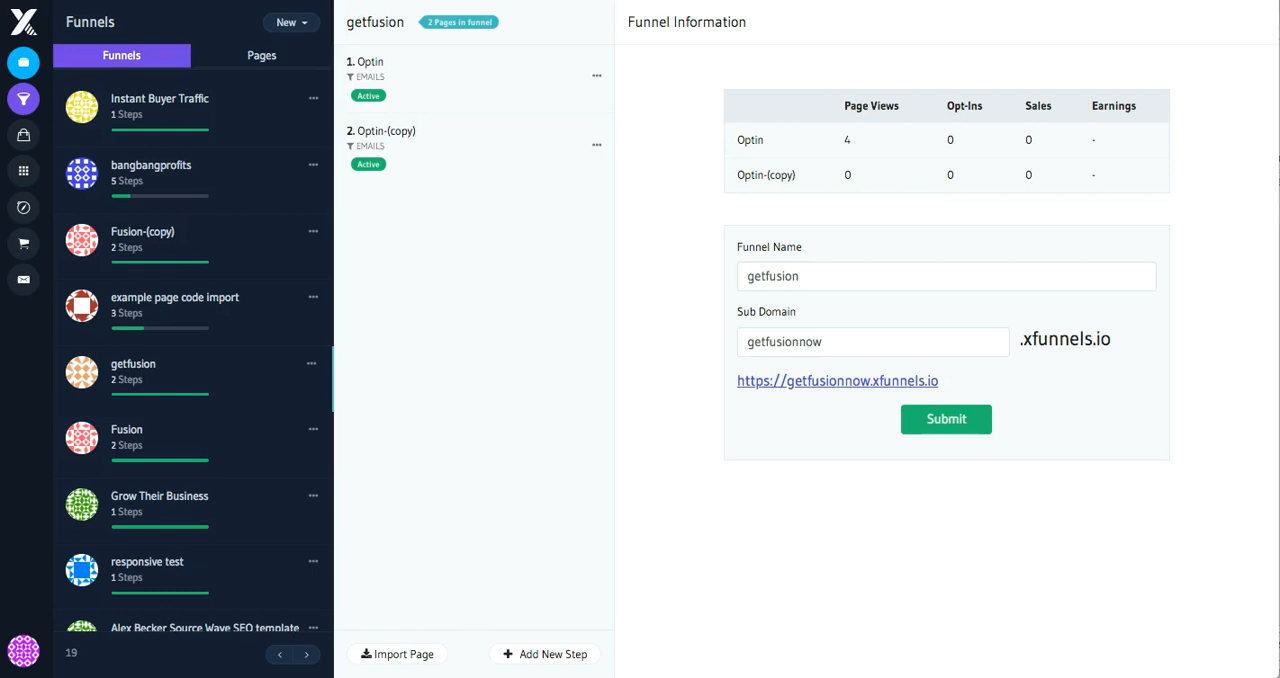 Funnels
New
Funnels
Pages
Instant Buyer Traffic
1 Steps
bangbangprofits
5 Steps
Fusion-(copy)
2 Steps
example page code import
3 Steps
getfusion
2 Steps
Fusion
2 Steps
Grow Their Business
1 Steps
responsive test
1 Steps
Alex Becker Source Wave SEO template
19
getfusion
2 Pages in funnel
1. Optin
EMAILS
Active
2. Optin-(copy)
EMAILS
Active
Import Page
Add New Step
Funnel Information
Page Views Opt-Ins Sales Earnings
Optin 4 0 0 -
Optin-(copy) 0 0 0 -
Funnel Name
getfusion
Sub Domain
getfusionnow .xfunnels.io
https://getfusionnow.xfunnels.io
Submit